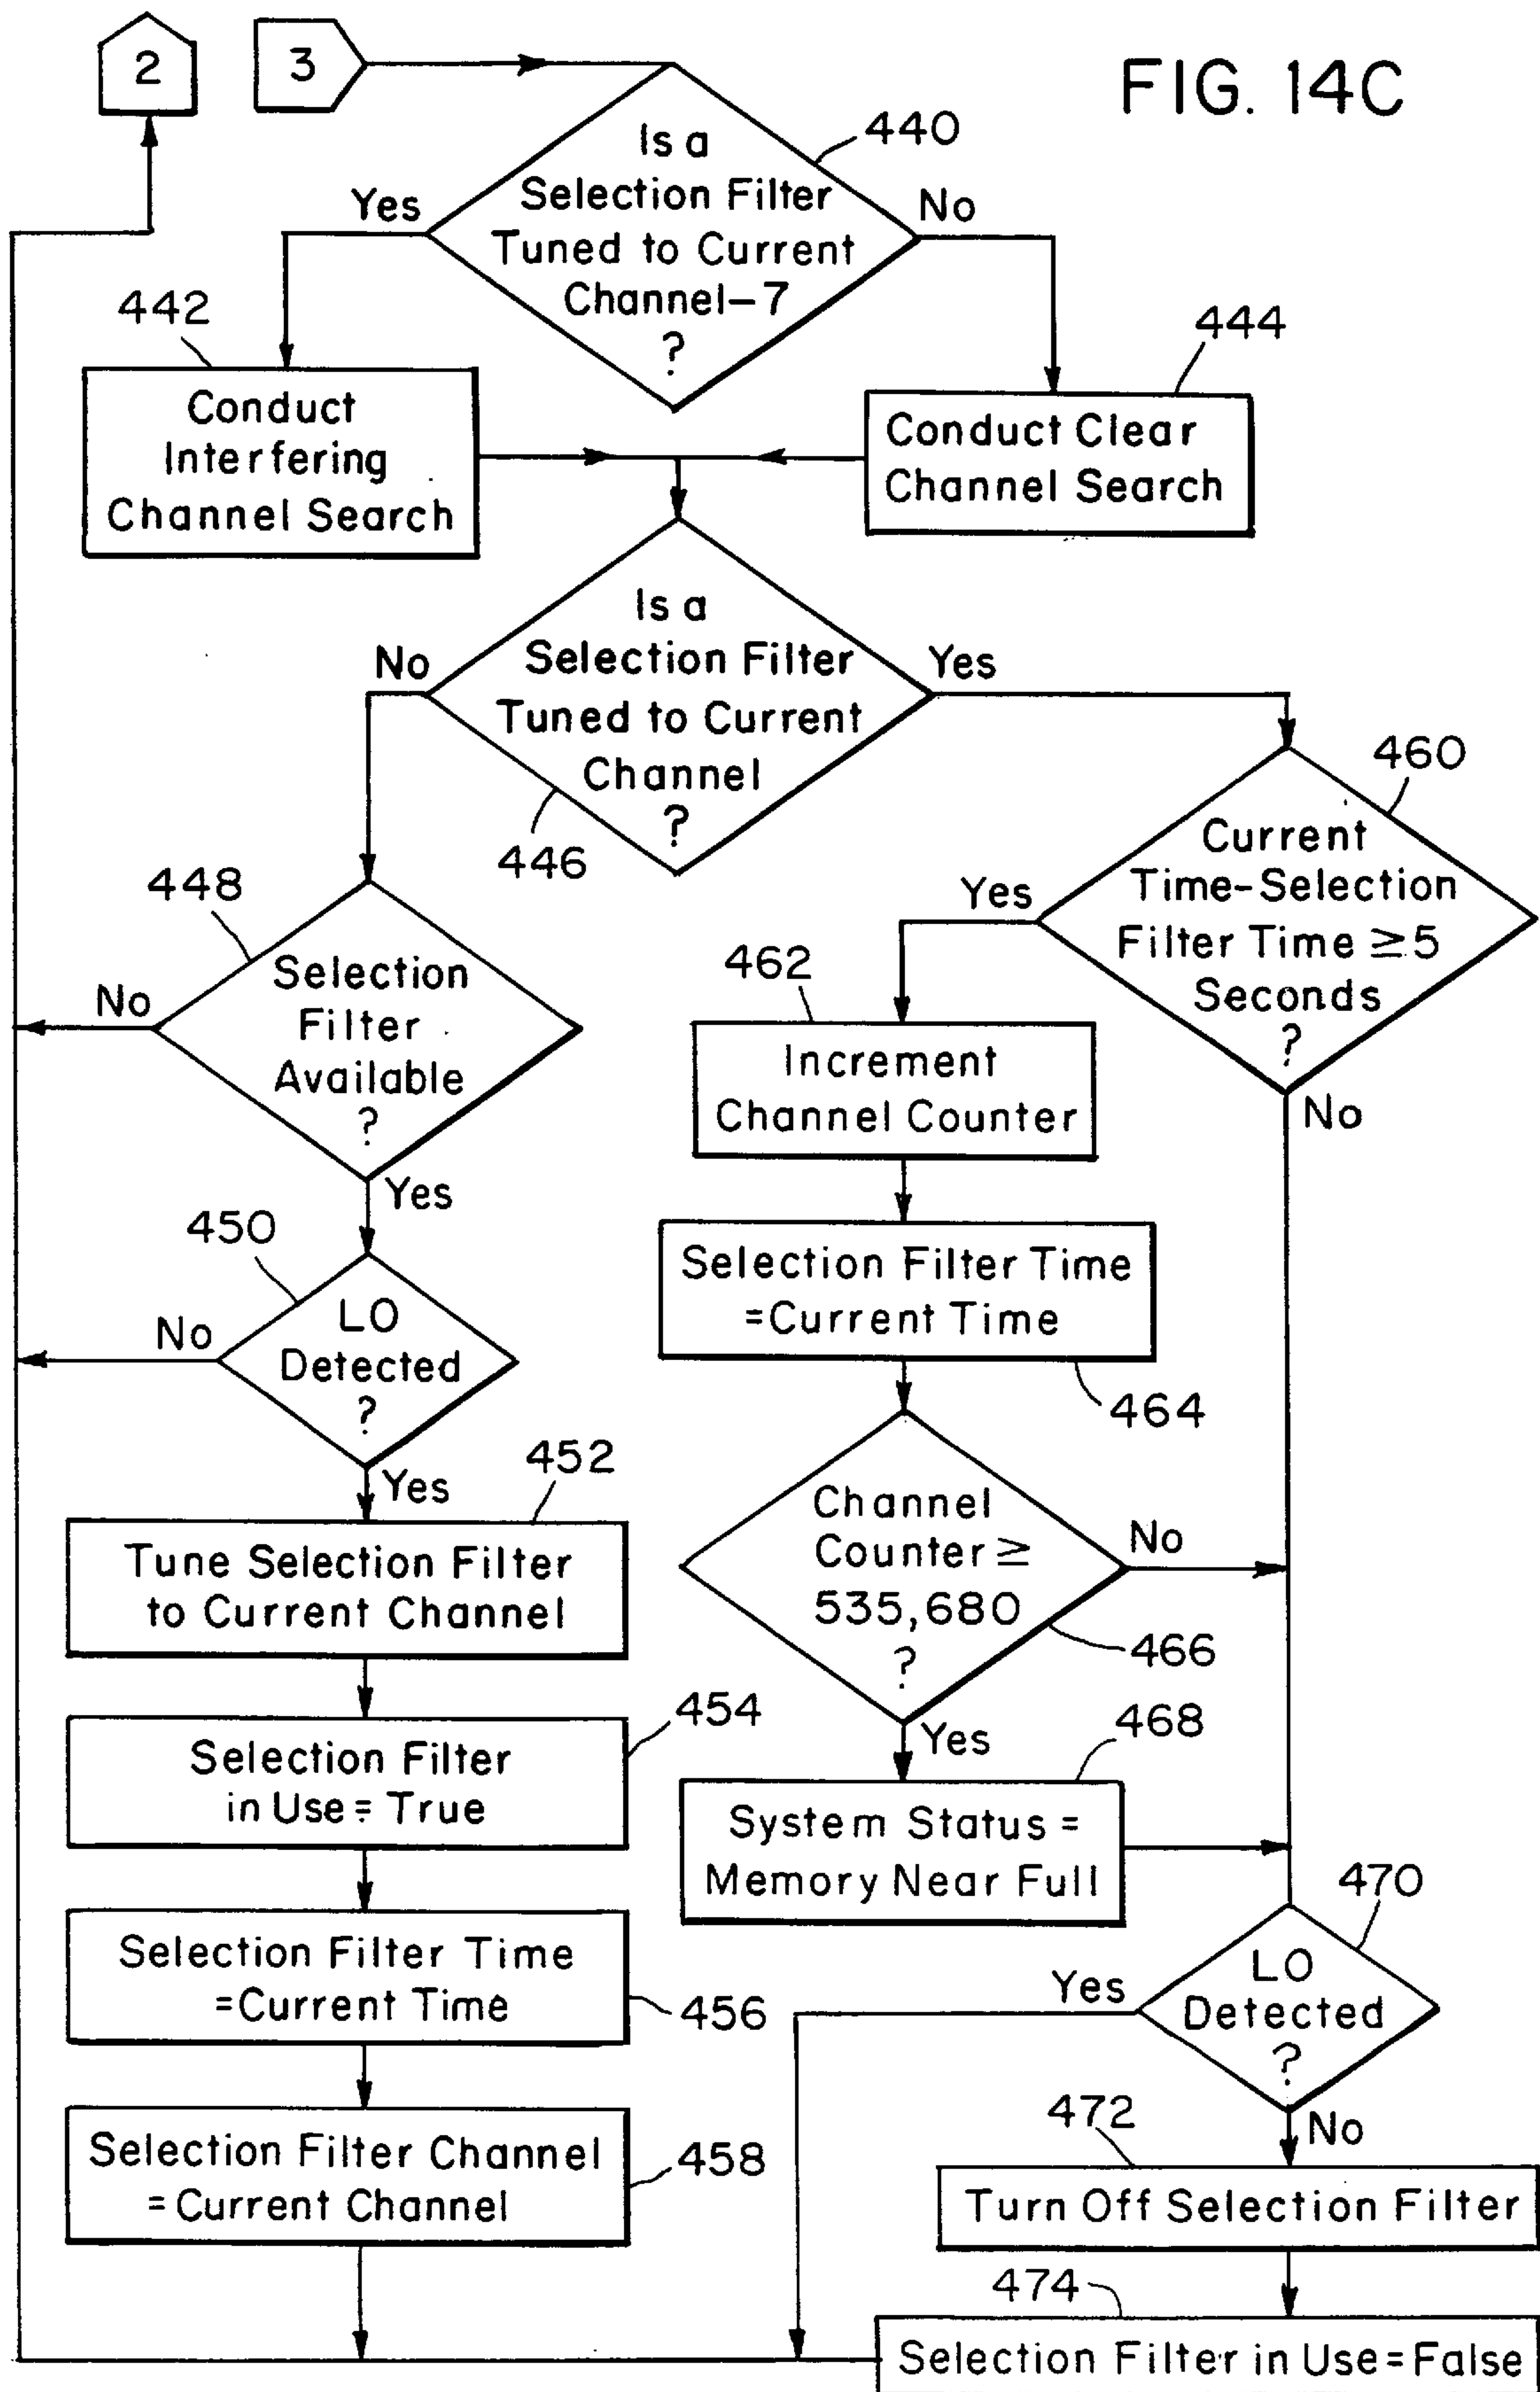 2
3
FIG. 14C
440
Is a
Selection Filter
Tuned to Current
Channel-7
?
Yes
No
442
444
Conduct
Interfering
Channel Search
Conduct Clear
Channel Search
Is a
Selection Filter
Tuned to Current
Channel
?
No
Yes
446
448
Selection
Filter
Available
?
No
Yes
460
Current
Time-Selection
Filter Time ≥5
Seconds
?
Yes
No
462
Increment
Channel Counter
450
LO
Detected
?
No
Yes
Selection Filter Time
=Current Time
464
452
Tune Selection Filter
to Current Channel
Channel
Counter ≥
535,680
?
No
466
Yes
454
Selection Filter
in Use = True
468
System Status =
Memory Near Full
456
Selection Filter Time
=Current Time
470
LO
Detected
?
Yes
No
458
Selection Filter Channel
= Current Channel
472
Turn Off Selection Filter
474
Selection Filter in Use = False